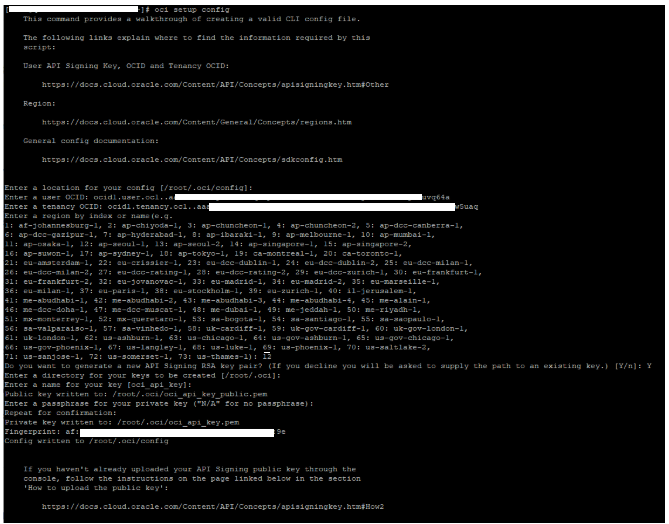 ]# oci setup config
This command provides a walkthrough of creating a valid CLI config file.
The following links explain where to find the information required by this
script:
User API Signing Key, OCID and Tenancy OCID:
https://docs.cloud.oracle.com/Content/API/Concepts/apisigningkey.htm#Other
Region:
https://docs.cloud.oracle.com/Content/General/Concepts/regions.htm
General config documentation:
https://docs.cloud.oracle.com/Content/API/Concepts/sdkconfig.htm
Enter a location for your config [/root/.oci/config]:
Enter a user OCID: ocid1.user.oc1..aa uvg64a
Enter a tenancy OCID: ocid1.tenancy.oc1..aaa w5uaq
Enter a region by index or name(e.g.
1: af-johannesburg-1, 2: ap-chiyoda-1, 3: ap-chuncheon-1, 4: ap-chuncheon-2, 5: ap-dcc-canberra-1,
6: ap-dcc-gazipur-1, 7: ap-hyderabad-1, 8: ap-ibaraki-1, 9: ap-melbourne-1, 10: ap-mumbai-1,
11: ap-osaka-1, 12: ap-seoul-1, 13: ap-seoul-2, 14: ap-singapore-1, 15: ap-singapore-2,
16: ap-suwon-1, 17: ap-sydney-1, 18: ap-tokyo-1, 19: ca-montreal-1, 20: ca-toronto-1,
21: eu-amsterdam-1, 22: eu-crissier-1, 23: eu-dcc-dublin-1, 24: eu-dcc-dublin-2, 25: eu-dcc-milan-1,
26: eu-dcc-milan-2, 27: eu-dcc-rating-1, 28: eu-dcc-rating-2, 29: eu-dcc-zurich-1, 30: eu-frankfurt-1,
31: eu-frankfurt-2, 32: eu-jovanovac-1, 33: eu-madrid-1, 34: eu-madrid-2, 35: eu-marseille-1,
36: eu-milan-1, 37: eu-paris-1, 38: eu-stockholm-1, 39: eu-zurich-1, 40: il-jerusalem-1,
41: me-abudhabi-1, 42: me-abudhabi-2, 43: me-abudhabi-3, 44: me-abudhabi-4, 45: me-alain-1,
46: me-dcc-doha-1, 47: me-dcc-muscat-1, 48: me-dubai-1, 49: me-jeddah-1, 50: me-riyadh-1,
51: mx-monterrey-1, 52: mx-queretaro-1, 53: sa-bogota-1, 54: sa-santiago-1, 55: sa-saopaulo-1,
56: sa-valparaiso-1, 57: sa-vinhedo-1, 58: uk-cardiff-1, 59: uk-gov-cardiff-1, 60: uk-gov-london-1,
61: uk-london-1, 62: us-ashburn-1, 63: us-chicago-1, 64: us-gov-ashburn-1, 65: us-gov-chicago-1,
66: us-gov-phoenix-1, 67: us-langley-1, 68: us-luke-1, 69: us-phoenix-1, 70: us-saltlake-2,
71: us-sanjose-1, 72: us-somerset-1, 73: us-thames-1): 12
Do you want to generate a new API Signing RSA key pair? (If you decline you will be asked to supply the path to an existing key.) [Y/n]: Y
Enter a directory for your keys to be created [/root/.oci]:
Enter a name for your key [oci_api_key]:
Public key written to: /root/.oci/oci_api_key_public.pem
Enter a passphrase for your private key ("N/A" for no passphrase):
Repeat for confirmation:
Private key written to: /root/.oci/oci_api_key.pem
Fingerprint: af: :9e
Config written to /root/.oci/config
If you haven't already uploaded your API Signing public key through the
console, follow the instructions on the page linked below in the section
'How to upload the public key':
https://docs.cloud.oracle.com/Content/API/Concepts/apisigningkey.htm#How2